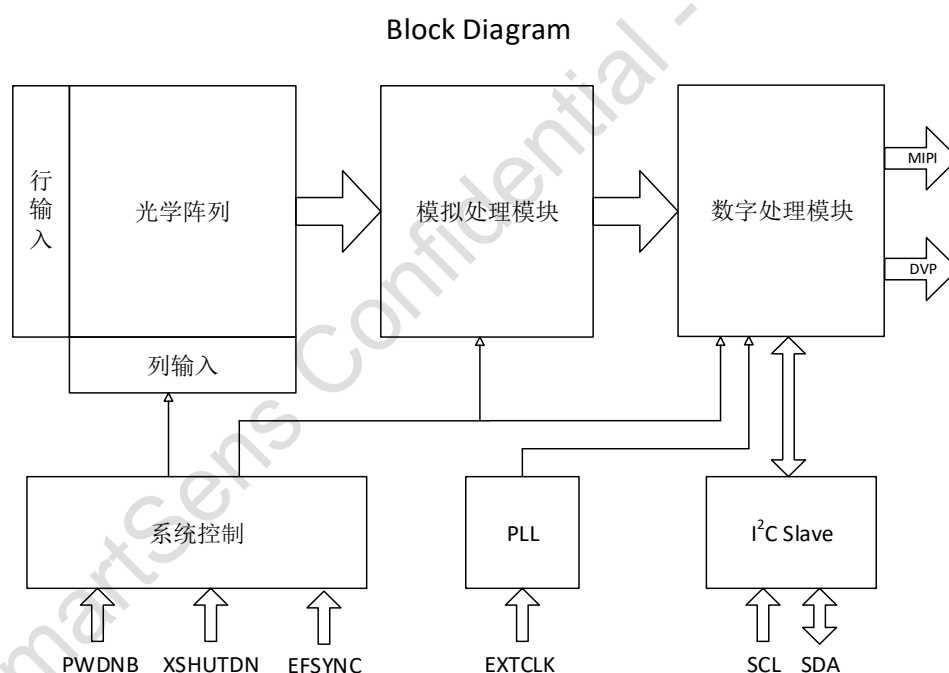 Block Diagram
行输入
光学阵列
模拟处理模块
数字处理模块
MIPI
DVP
列输入
系统控制
PLL
I²C Slave
PWDNB
XSHUTDN
EFSYNC
EXTCLK
SCL
SDA
martSens Confidential -